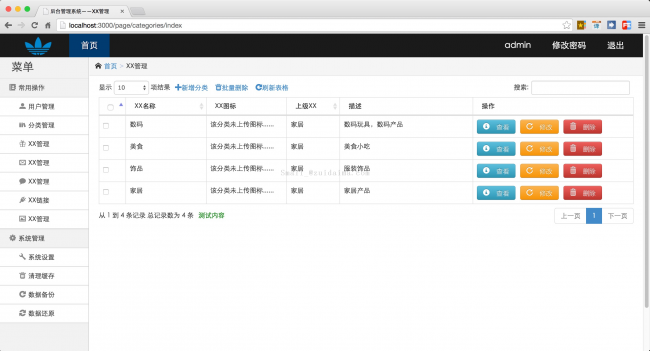 后台管理系统——XX管理
localhost:3000/page/categories/index
首页
admin 修改密码 退出
菜单
首页 > XX管理
常用操作
用户管理
分类管理
XX管理
XX管理
XX管理
XX链接
XX管理
系统管理
系统设置
清理缓存
数据备份
数据还原
显示 10 项结果 新增分类 批量删除 刷新表格 搜索:
XX名称 XX图标 上级XX 描述 操作
数码 该分类未上传图标...... 家居 数码玩具，数码产品 查看 修改 删除
美食 该分类未上传图标...... 家居 美食小吃 查看 修改 删除
饰品 该分类未上传图标...... 家居 服装饰品 查看 修改 删除
家居 该分类未上传图标...... 家居 家居产品 查看 修改 删除
从 1 到 4 条记录 总记录数为 4 条 测试内容
上一页 1 下一页